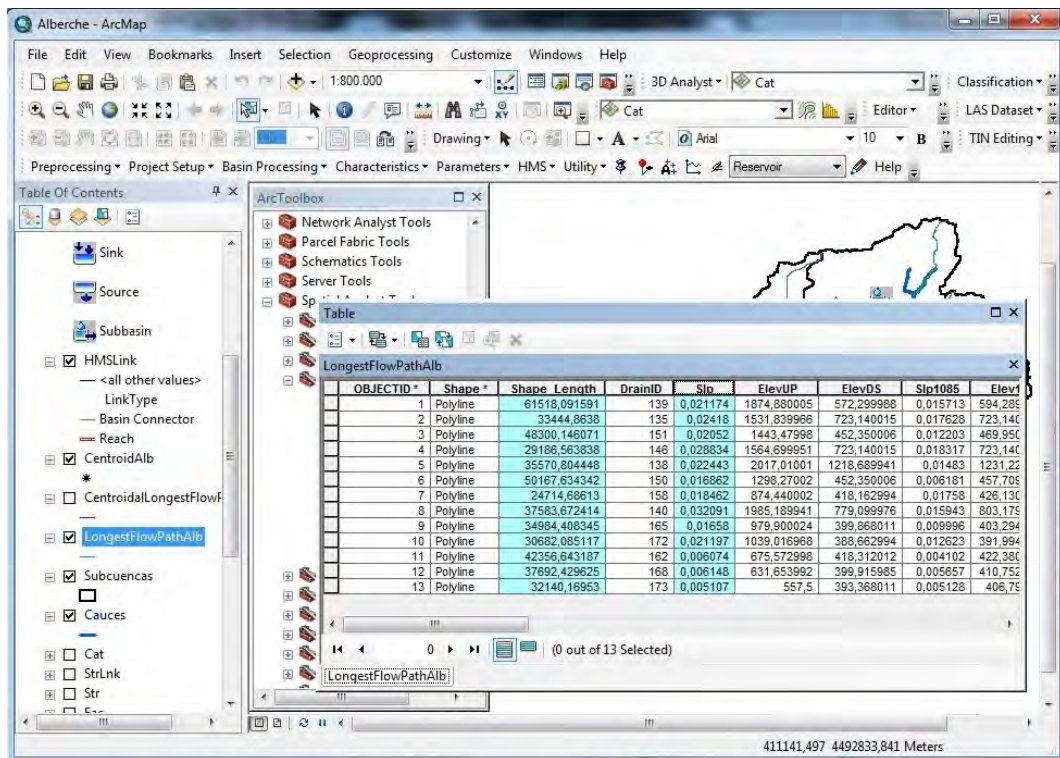 Alberche - ArcMap
File Edit View Bookmarks Insert Selection Geoprocessing Customize Windows Help
1:800.000 3D Analyst Cat Classification
Cat Editor LAS Dataset
Drawing A Arial 10 B TIN Editing
Preprocessing Project Setup Basin Processing Characteristics Parameters HMS Utility Reservoir Help
Table Of Contents
Sink
Source
Subbasin
HMSLink
<all other values>
LinkType
Basin Connector
Reach
CentroidAlb
CentroidalLongestFlowF
LongestFlowPathAlb
Subcuencas
Cauces
Cat
StrLnk
Str
ArcToolbox
Network Analyst Tools
Parcel Fabric Tools
Schematics Tools
Server Tools
Table
LongestFlowPathAlb
OBJECTID * Shape * Shape_Length DrainID Slp ElevUP ElevDS Slp1085 Elev1
1 Polyline 61518,091591 139 0,021174 1874,880005 572,299988 0,015713 594,289
2 Polyline 33444,8638 135 0,02418 1531,839966 723,140015 0,017628 723,140
3 Polyline 48300,146071 151 0,02052 1443,47998 452,350006 0,012203 469,950
4 Polyline 29186,563838 146 0,028834 1564,699951 723,140015 0,018317 723,140
5 Polyline 35570,804448 138 0,022443 2017,01001 1218,689941 0,01483 1231,22
6 Polyline 50167,634342 150 0,016862 1298,27002 452,350006 0,006181 457,709
7 Polyline 24714,68613 158 0,018462 874,440002 418,162994 0,01758 426,130
8 Polyline 37583,672414 140 0,032091 1985,189941 779,099976 0,015943 803,179
9 Polyline 34984,408345 165 0,01658 979,900024 399,868011 0,009996 403,294
10 Polyline 30682,085117 172 0,021197 1039,016968 388,662994 0,012623 391,994
11 Polyline 42356,643187 162 0,006074 675,572998 418,312012 0,004102 422,380
12 Polyline 37692,429625 168 0,006148 631,653992 399,915985 0,005657 410,752
13 Polyline 32140,16953 173 0,005107 557,5 393,368011 0,005128 406,79
0 (0 out of 13 Selected)
LongestFlowPathAlb
411141,497 4492833,841 Meters